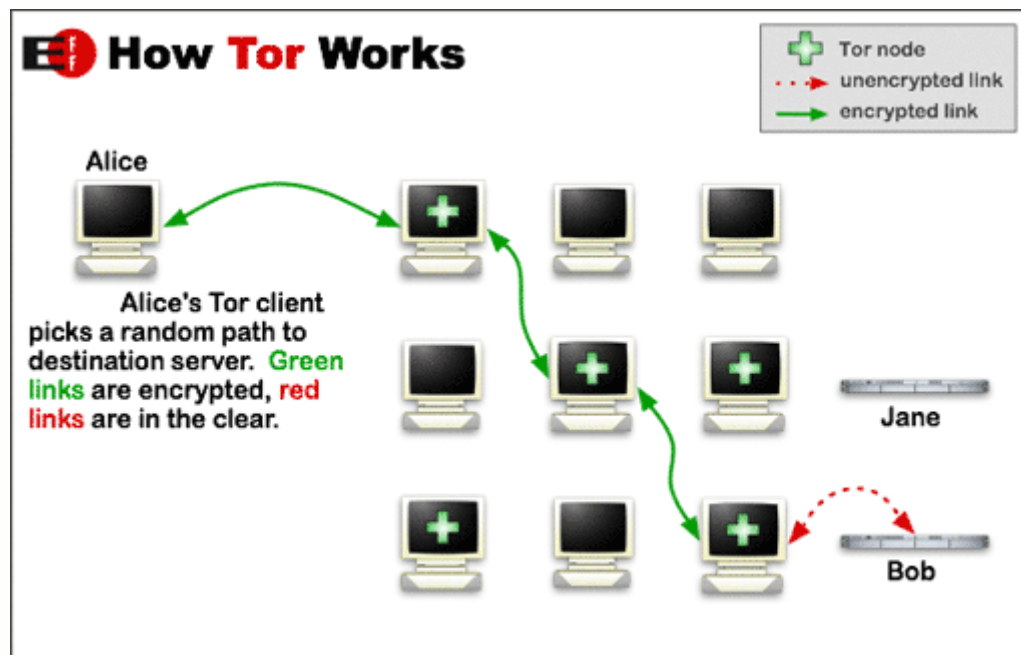 EFF How Tor Works
Tor node
unencrypted link
encrypted link
Alice
Alice's Tor client
picks a random path to
destination server. Green
links are encrypted, red
links are in the clear.
Jane
Bob